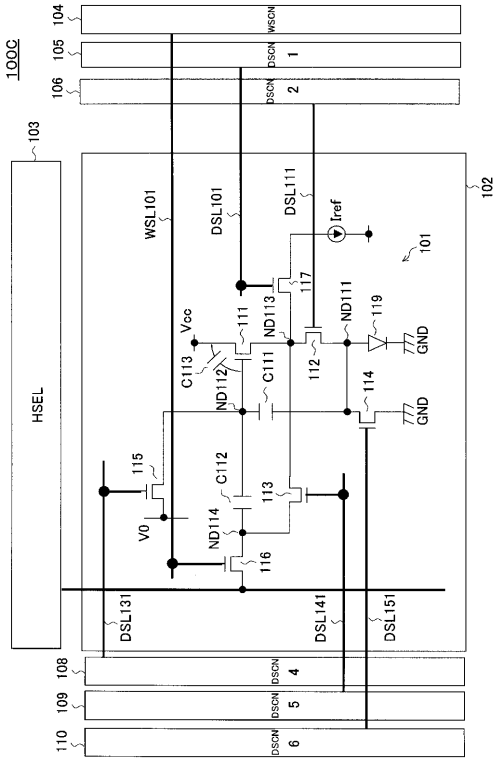 100C
104
WSCN
105
DSCN
1
106
DSCN
2
103
HSEL
102
101
WSL101
DSL101
DSL111
Iref
117
Vcc
111
C113
ND112
ND113
C111
112
ND111
119
GND
114
GND
115
V0
C112
113
ND114
116
DSL131
DSL141
DSL151
108
DSCN
4
109
DSCN
5
110
DSCN
6